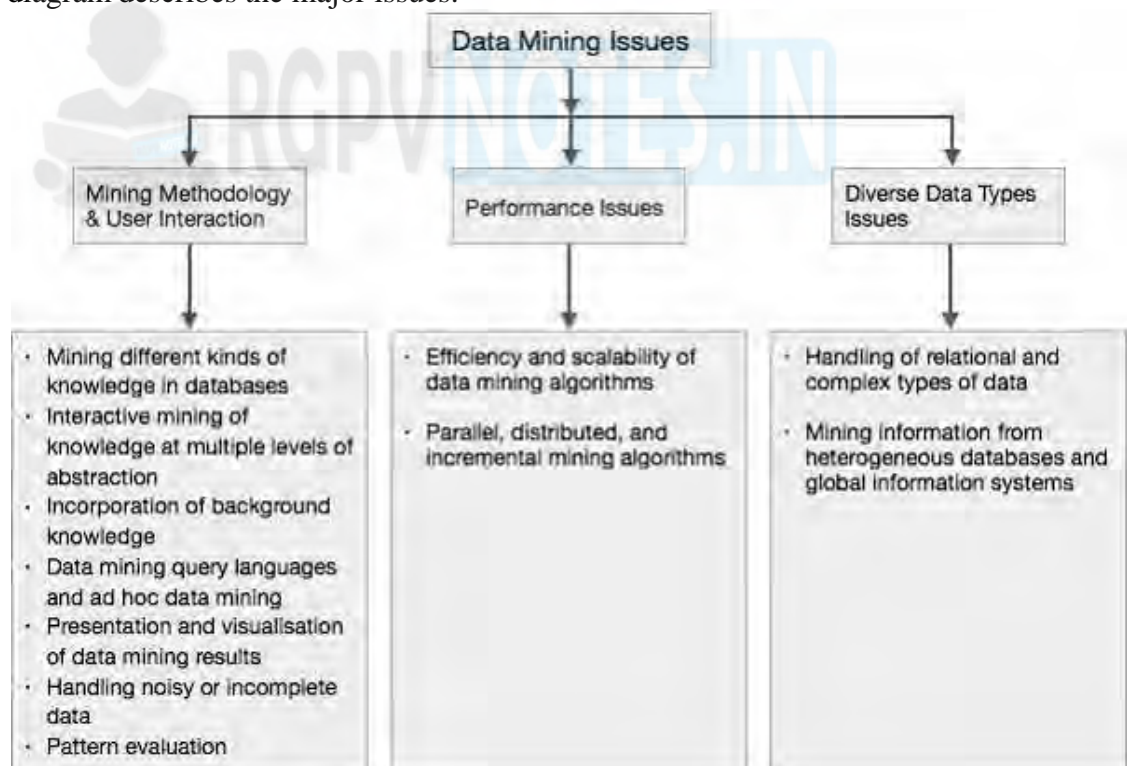 diagram describes the major issues.
Data Mining Issues
RGPVNOTES.IN
Mining Methodology
& User Interaction
Performance Issues
Diverse Data Types
Issues
· Mining different kinds of
knowledge in databases
· Interactive mining of
knowledge at multiple levels of
abstraction
· Incorporation of background
knowledge
· Data mining query languages
and ad hoc data mining
· Presentation and visualisation
of data mining results
· Handling noisy or incomplete
data
· Pattern evaluation
· Efficiency and scalability of
data mining algorithms
· Parallel, distributed, and
incremental mining algorithms
· Handling of relational and
complex types of data
· Mining information from
heterogeneous databases and
global information systems